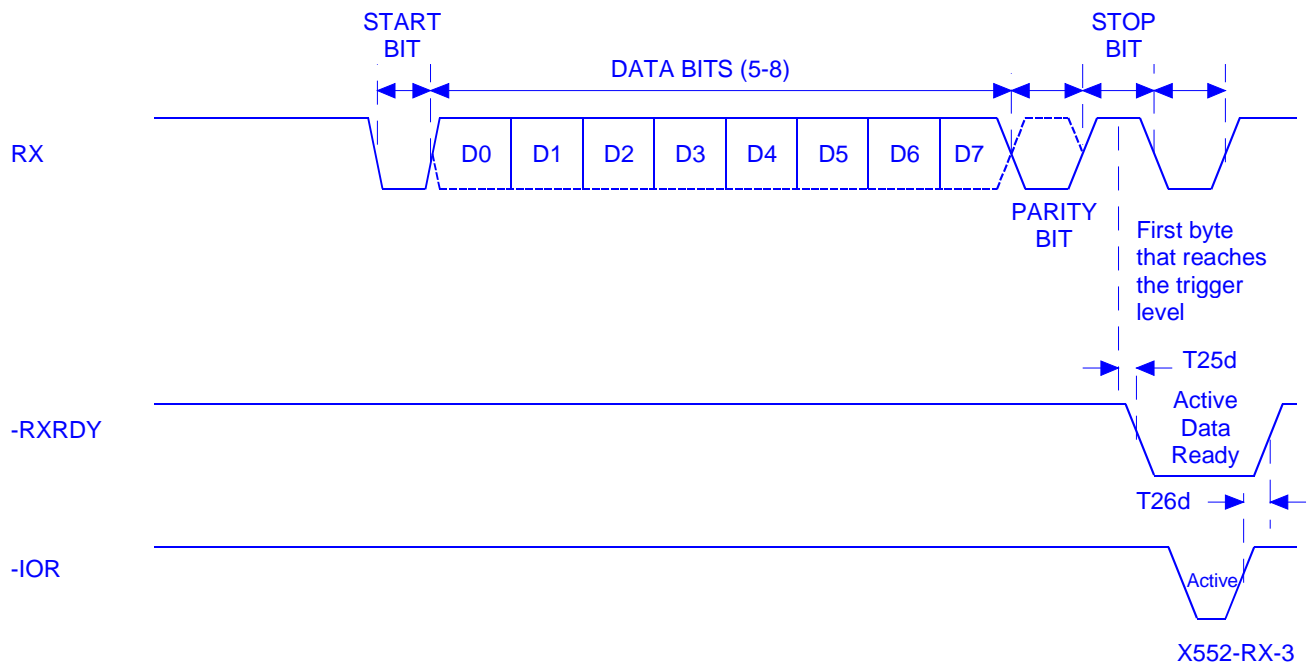 START
BIT
STOP
BIT
DATA BITS (5-8)
RX
D0 D1 D2 D3 D4 D5 D6 D7
PARITY
BIT
First byte
that reaches
the trigger
level
T25d
-RXRDY
Active
Data
Ready
T26d
-IOR
Active
X552-RX-3